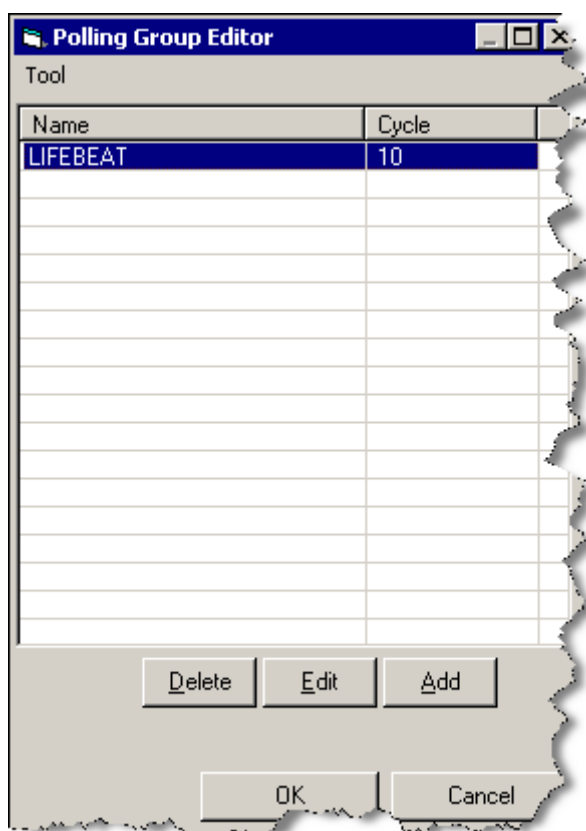 Polling Group Editor
Tool
Name Cycle
LIFEBEAT 10
Delete Edit Add
OK Cancel